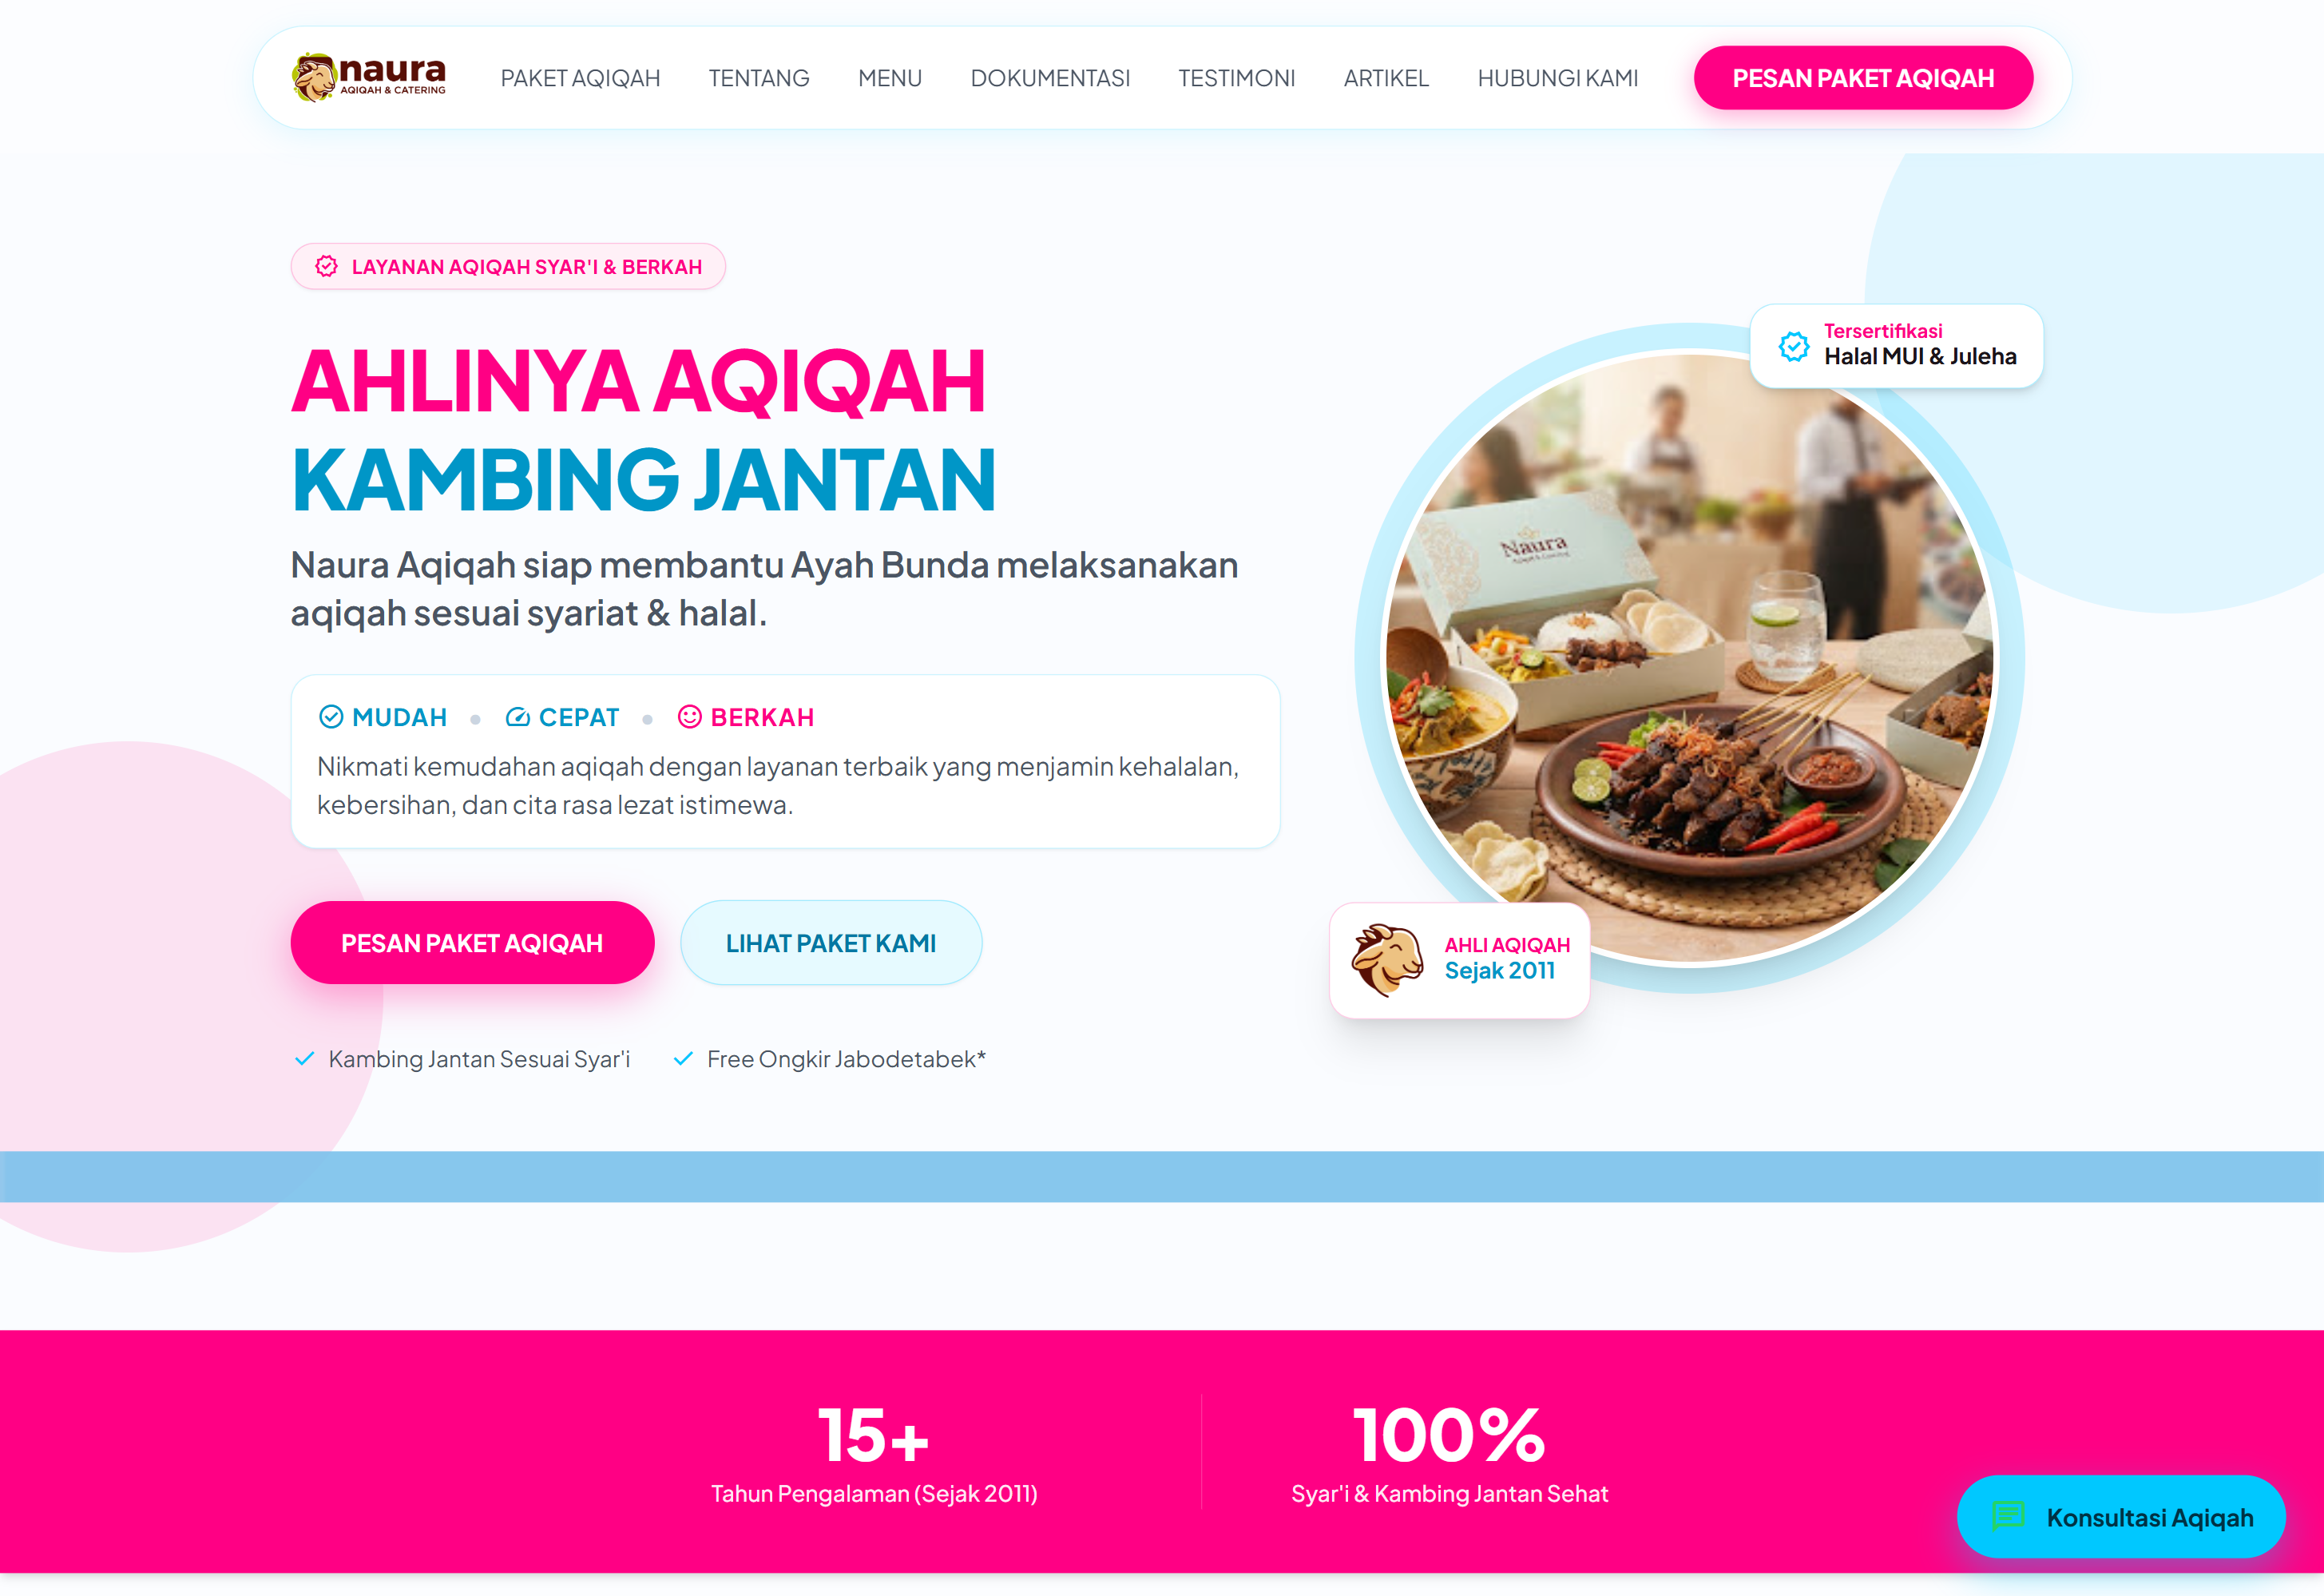 naura
AQIQAH & CATERING
PAKET AQIQAH
TENTANG
MENU
DOKUMENTASI
TESTIMONI
ARTIKEL
HUBUNGI KAMI
PESAN PAKET AQIQAH
LAYANAN AQIQAH SYAR'I & BERKAH
AHLINYA AQIQAH
KAMBING JANTAN
Naura Aqiqah siap membantu Ayah Bunda melaksanakan
aqiqah sesuai syariat & halal.
MUDAH
CEPAT
BERKAH
Nikmati kemudahan aqiqah dengan layanan terbaik yang menjamin kehalalan,
kebersihan, dan cita rasa lezat istimewa.
PESAN PAKET AQIQAH
LIHAT PAKET KAMI
Kambing Jantan Sesuai Syar'i
Free Ongkir Jabodetabek*
Tersertifikasi
Halal MUI & Juleha
Naura
AHLI AQIQAH
Sejak 2011
15+
Tahun Pengalaman (Sejak 2011)
100%
Syar'i & Kambing Jantan Sehat
Konsultasi Aqiqah